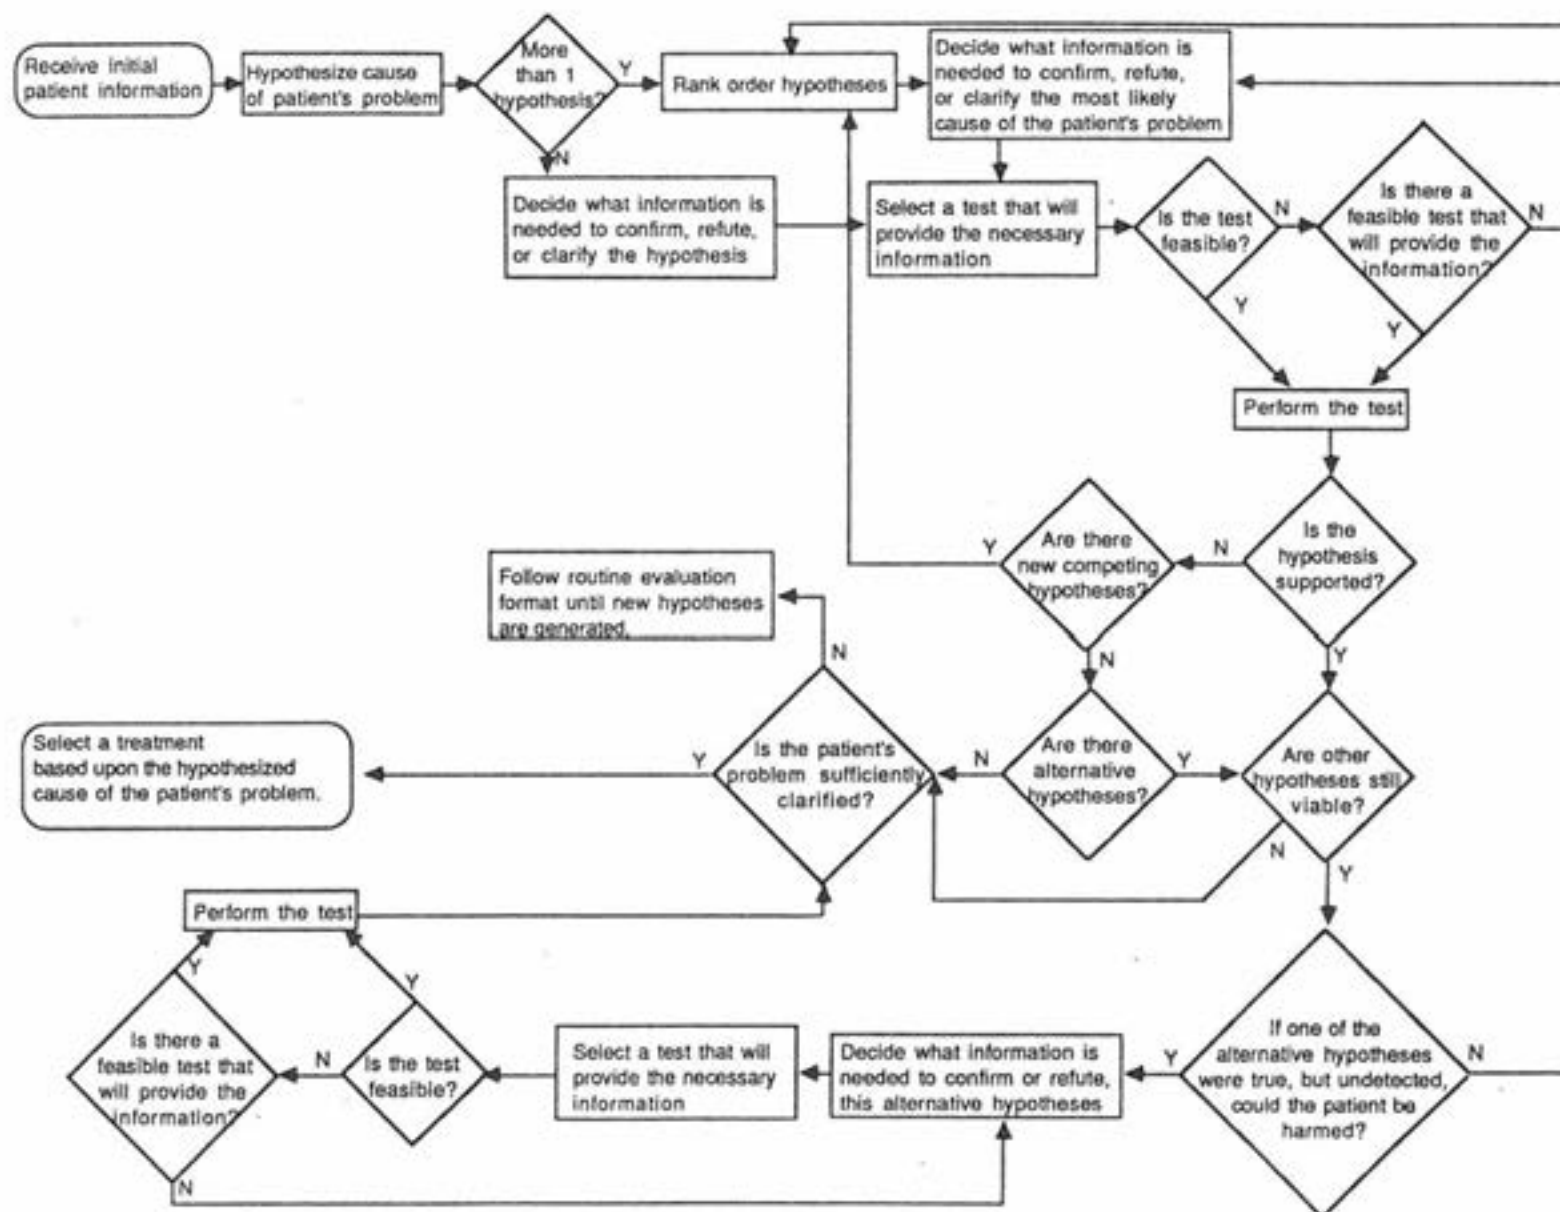 Receive initial
patient information
Hypothesize cause
of patient's problem
More
than 1
hypothesis?
Y
N
Rank order hypotheses
Decide what information is
needed to confirm, refute,
or clarify the most likely
cause of the patient's problem
Decide what information is
needed to confirm, refute,
or clarify the hypothesis
Select a test that will
provide the necessary
information
Is the test
feasible?
N
Y
Is there a
feasible test that
will provide the
information?
N
Y
Perform the test
Is the
hypothesis
supported?
N
Y
Are there
new competing
hypotheses?
Y
N
Follow routine evaluation
format until new hypotheses
are generated.
N
Is the patient's
problem sufficiently
clarified?
Y
Are there
alternative
hypotheses?
N
Y
Are other
hypotheses still
viable?
N
Y
Select a treatment
based upon the hypothesized
cause of the patient's problem.
Perform the test
Y
Y
Is there a
feasible test that
will provide the
information?
N
N
Is the test
feasible?
Select a test that will
provide the necessary
information
Decide what information is
needed to confirm or refute,
this alternative hypotheses
Y
If one of the
alternative hypotheses
were true, but undetected,
could the patient be
harmed?
N